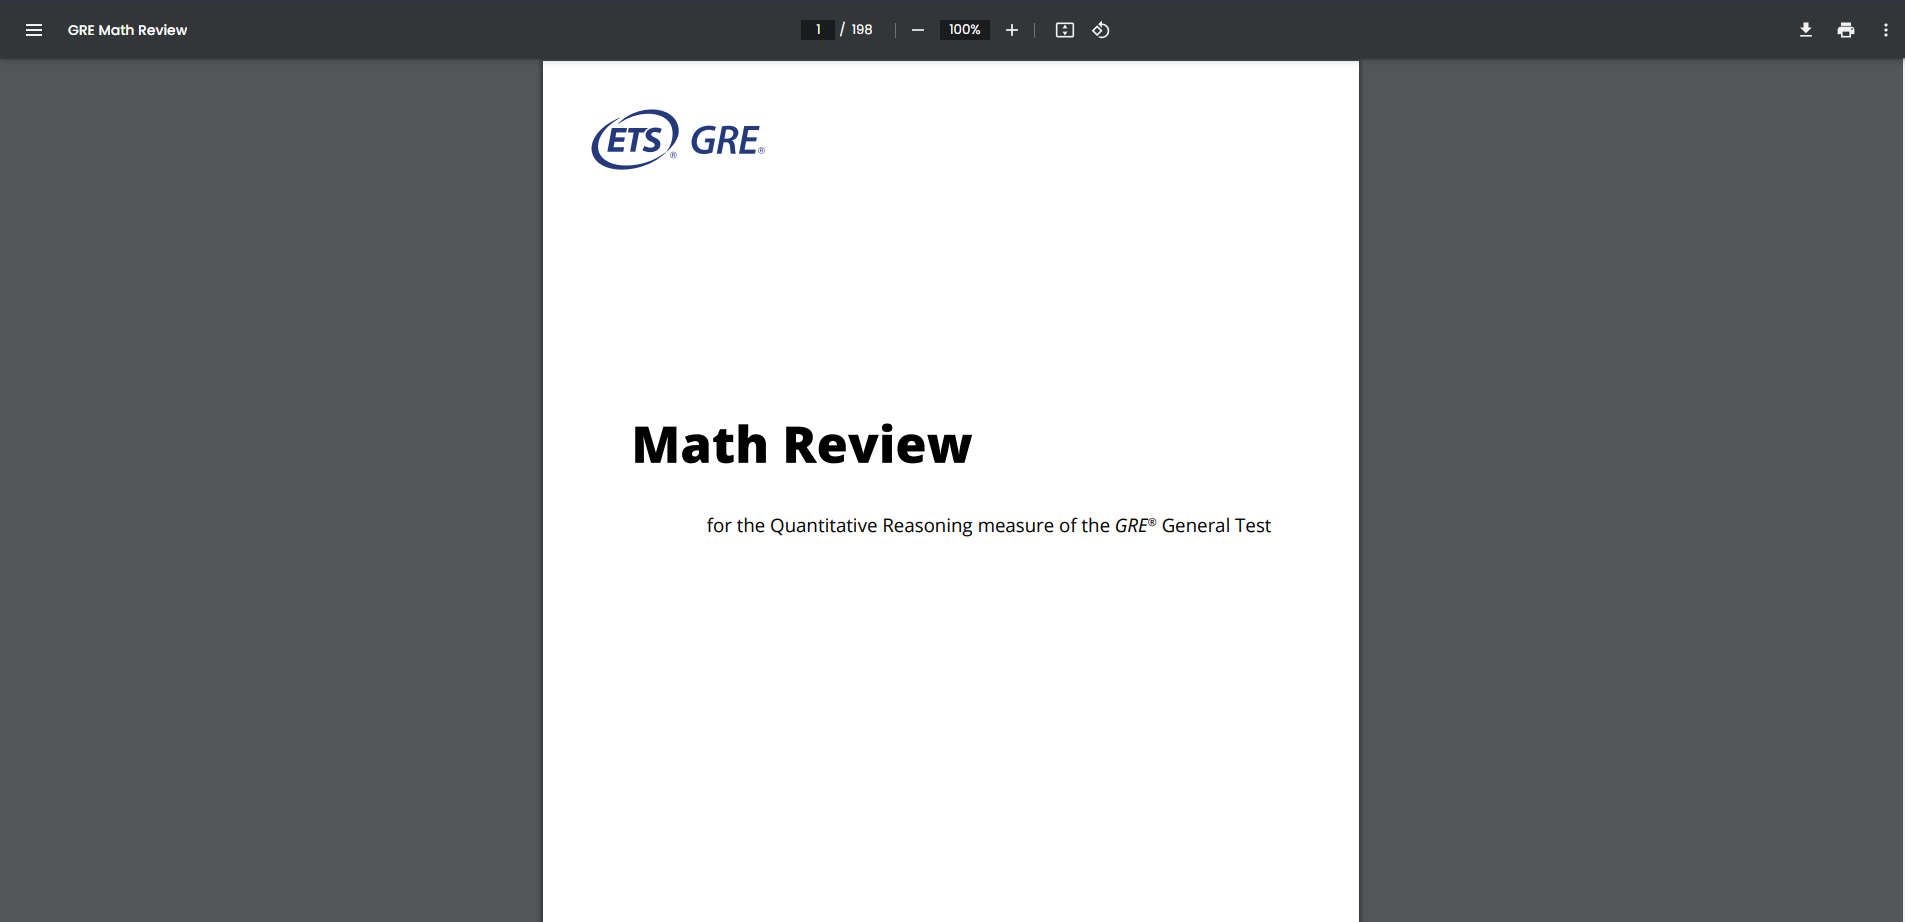 GRE Math Review
1 / 198
100%
ETS® GRE®
Math Review
for the Quantitative Reasoning measure of the GRE® General Test